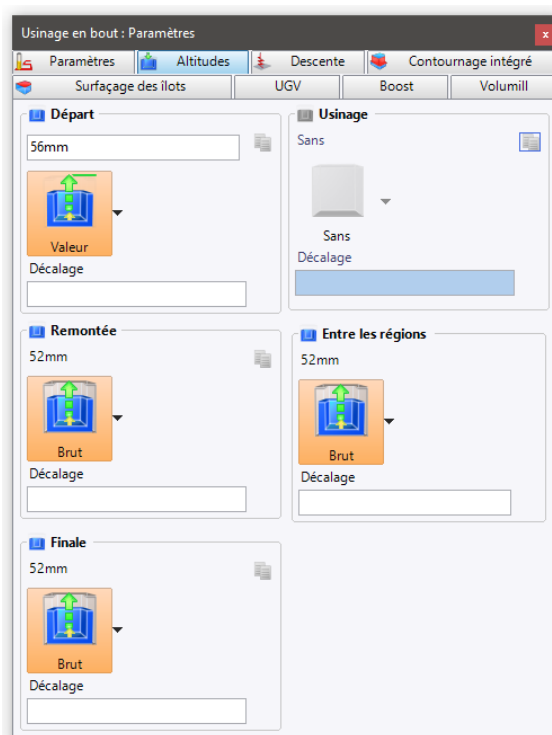 Usinage en bout : Paramètres
x
Paramètres
Altitudes
Descente
Contournage intégré
Surfaçage des îlots
UGV
Boost
Volumill
Départ
56mm
Valeur
Décalage
Usinage
Sans
Sans
Décalage
Remontée
52mm
Brut
Décalage
Entre les régions
52mm
Brut
Décalage
Finale
52mm
Brut
Décalage